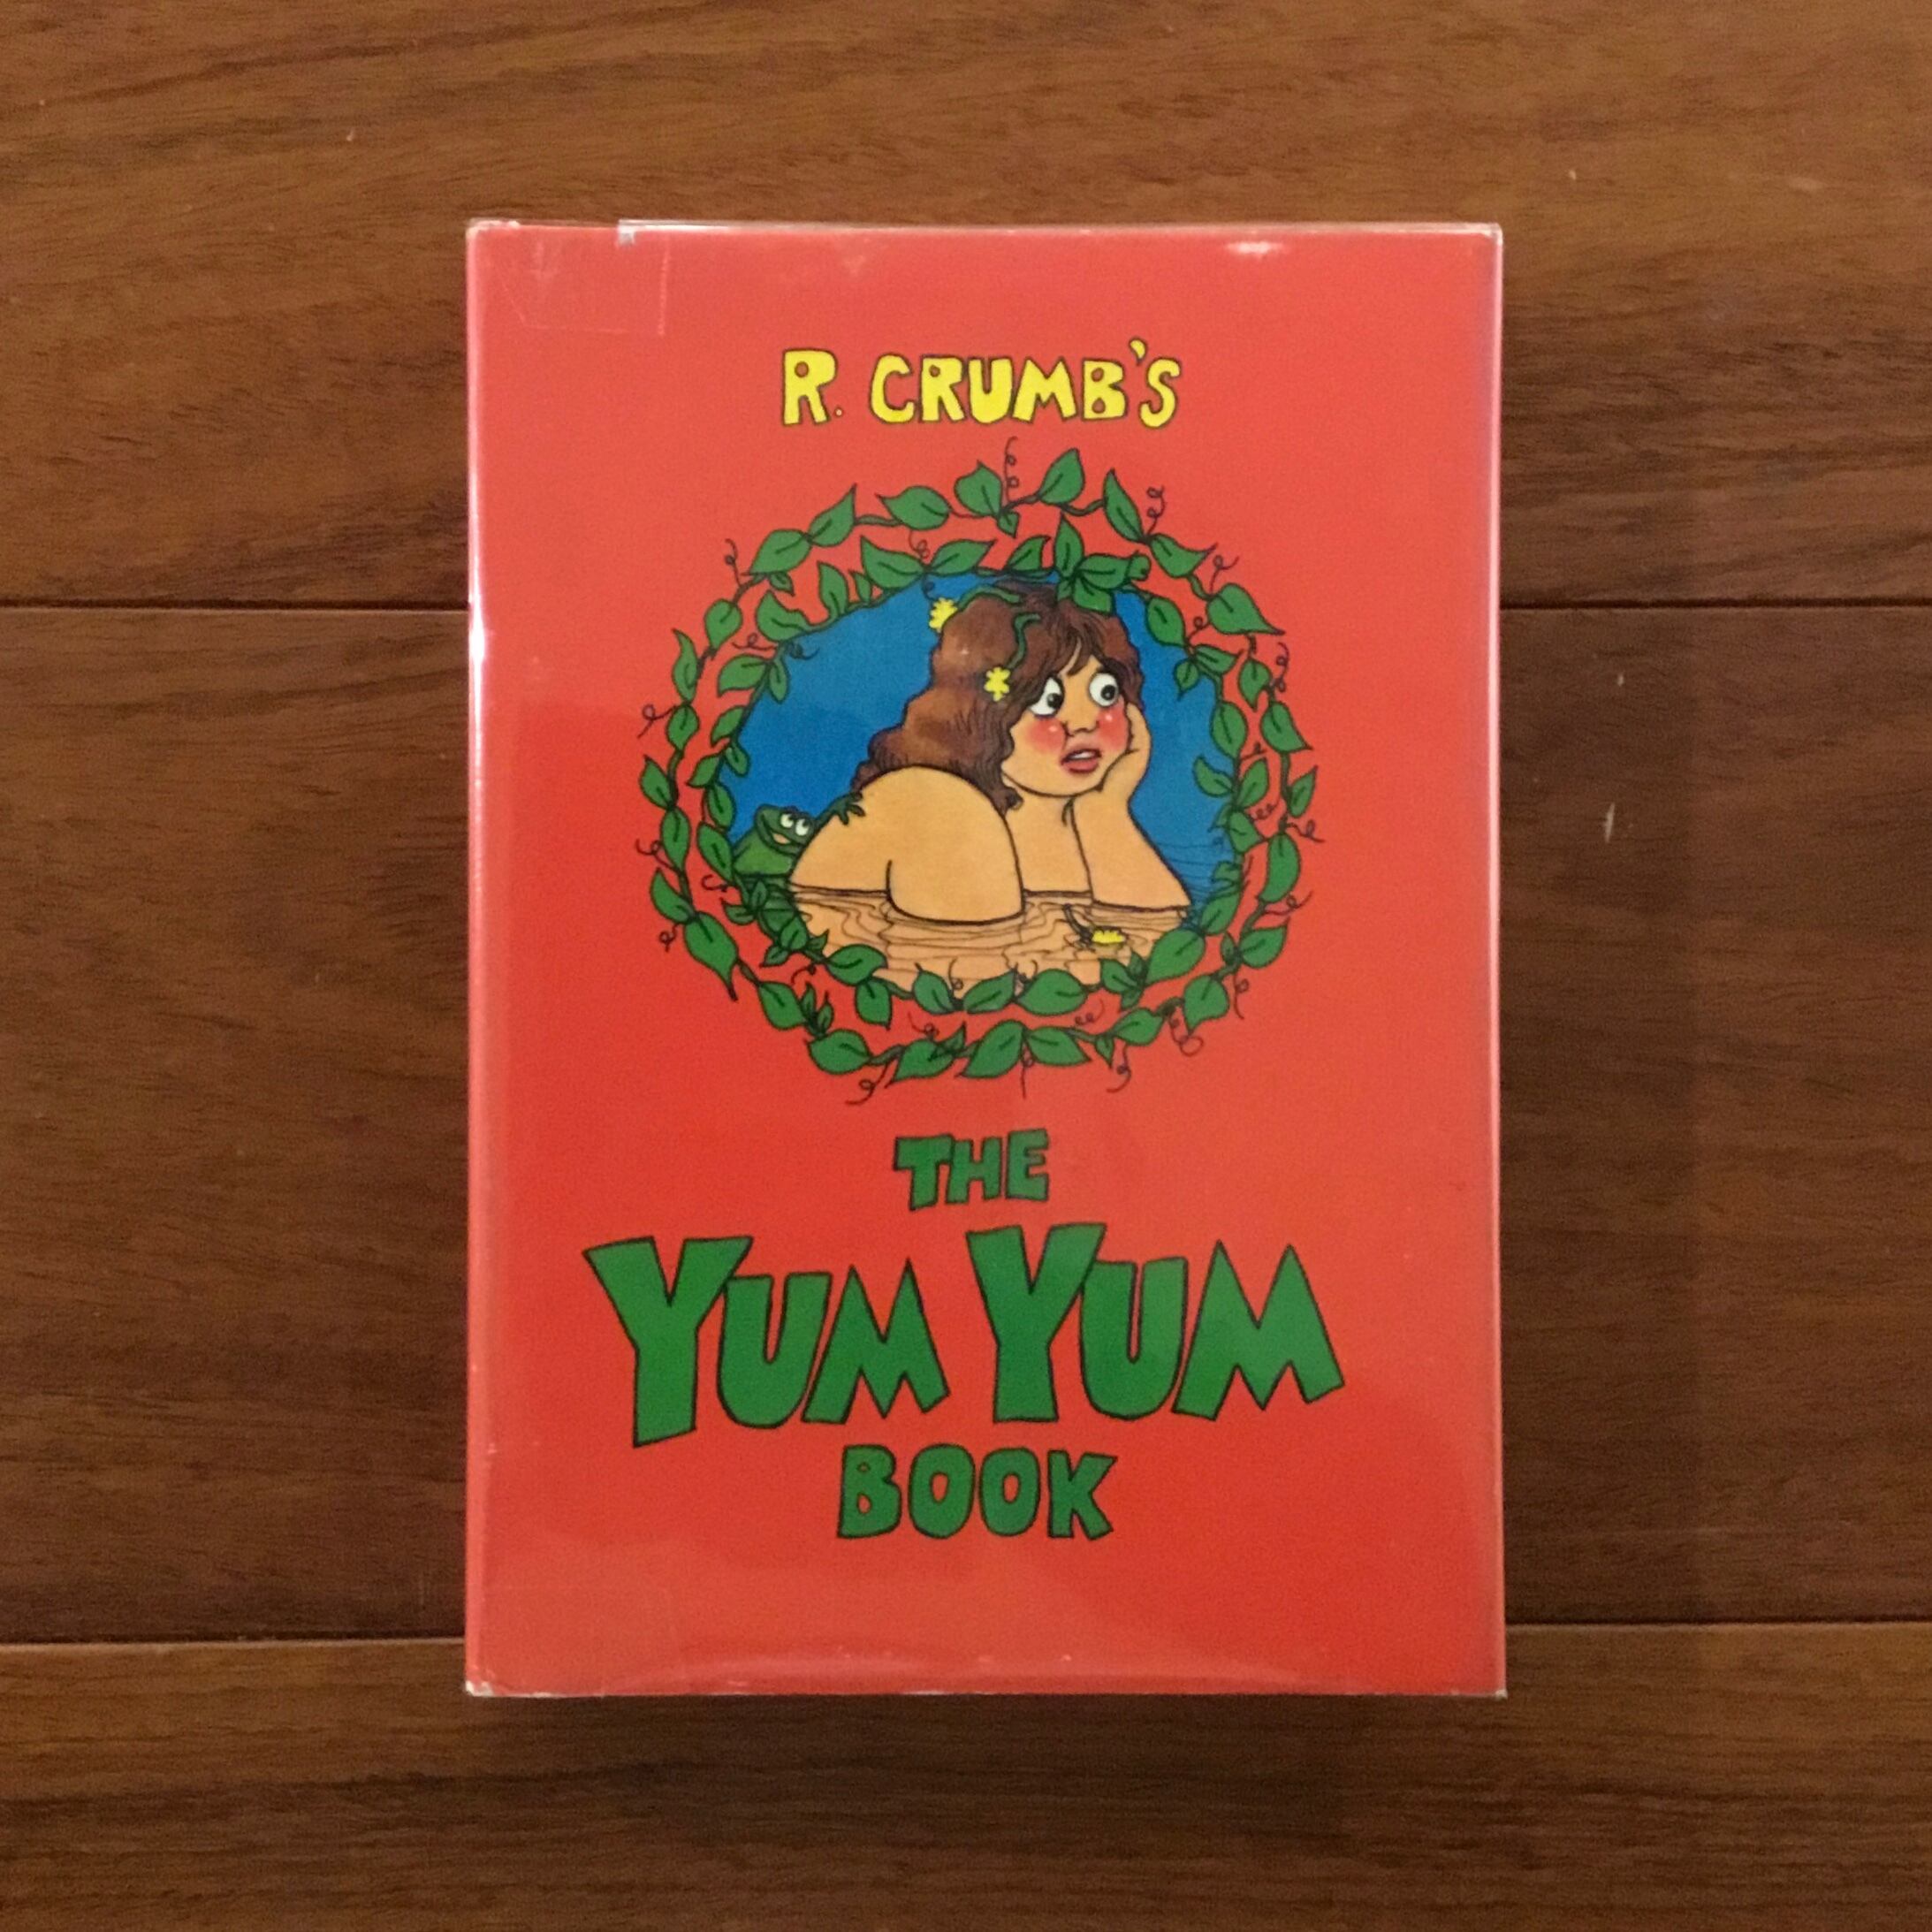 R. CRUMB'S
THE
YUM YUM
BOOK